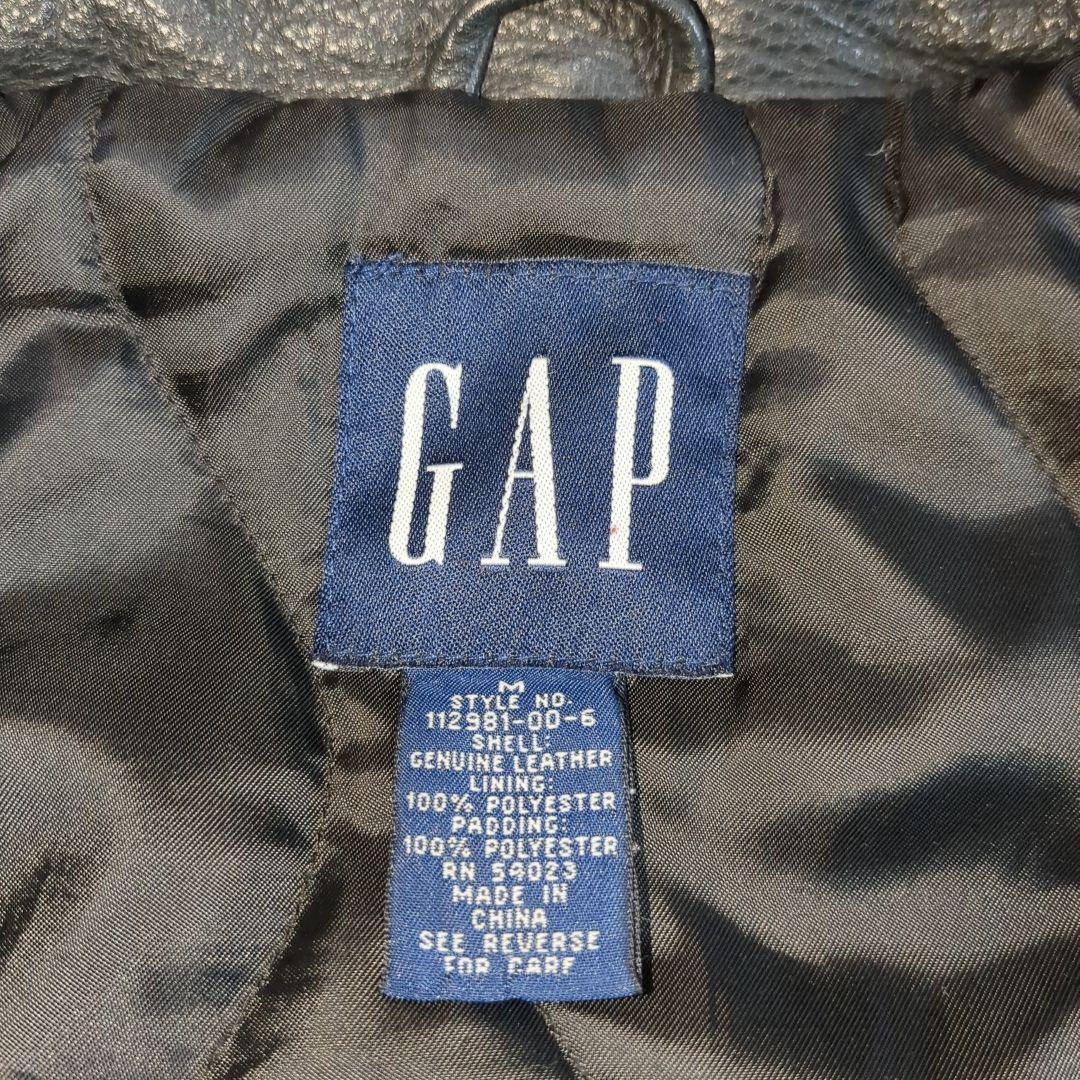 GAP
M
STYLE NO.
112981-00-6
SHELL:
GENUINE LEATHER
LINING:
100% POLYESTER
PADDING:
100% POLYESTER
RN 54023
MADE IN
CHINA
SEE REVERSE
FOR CARE